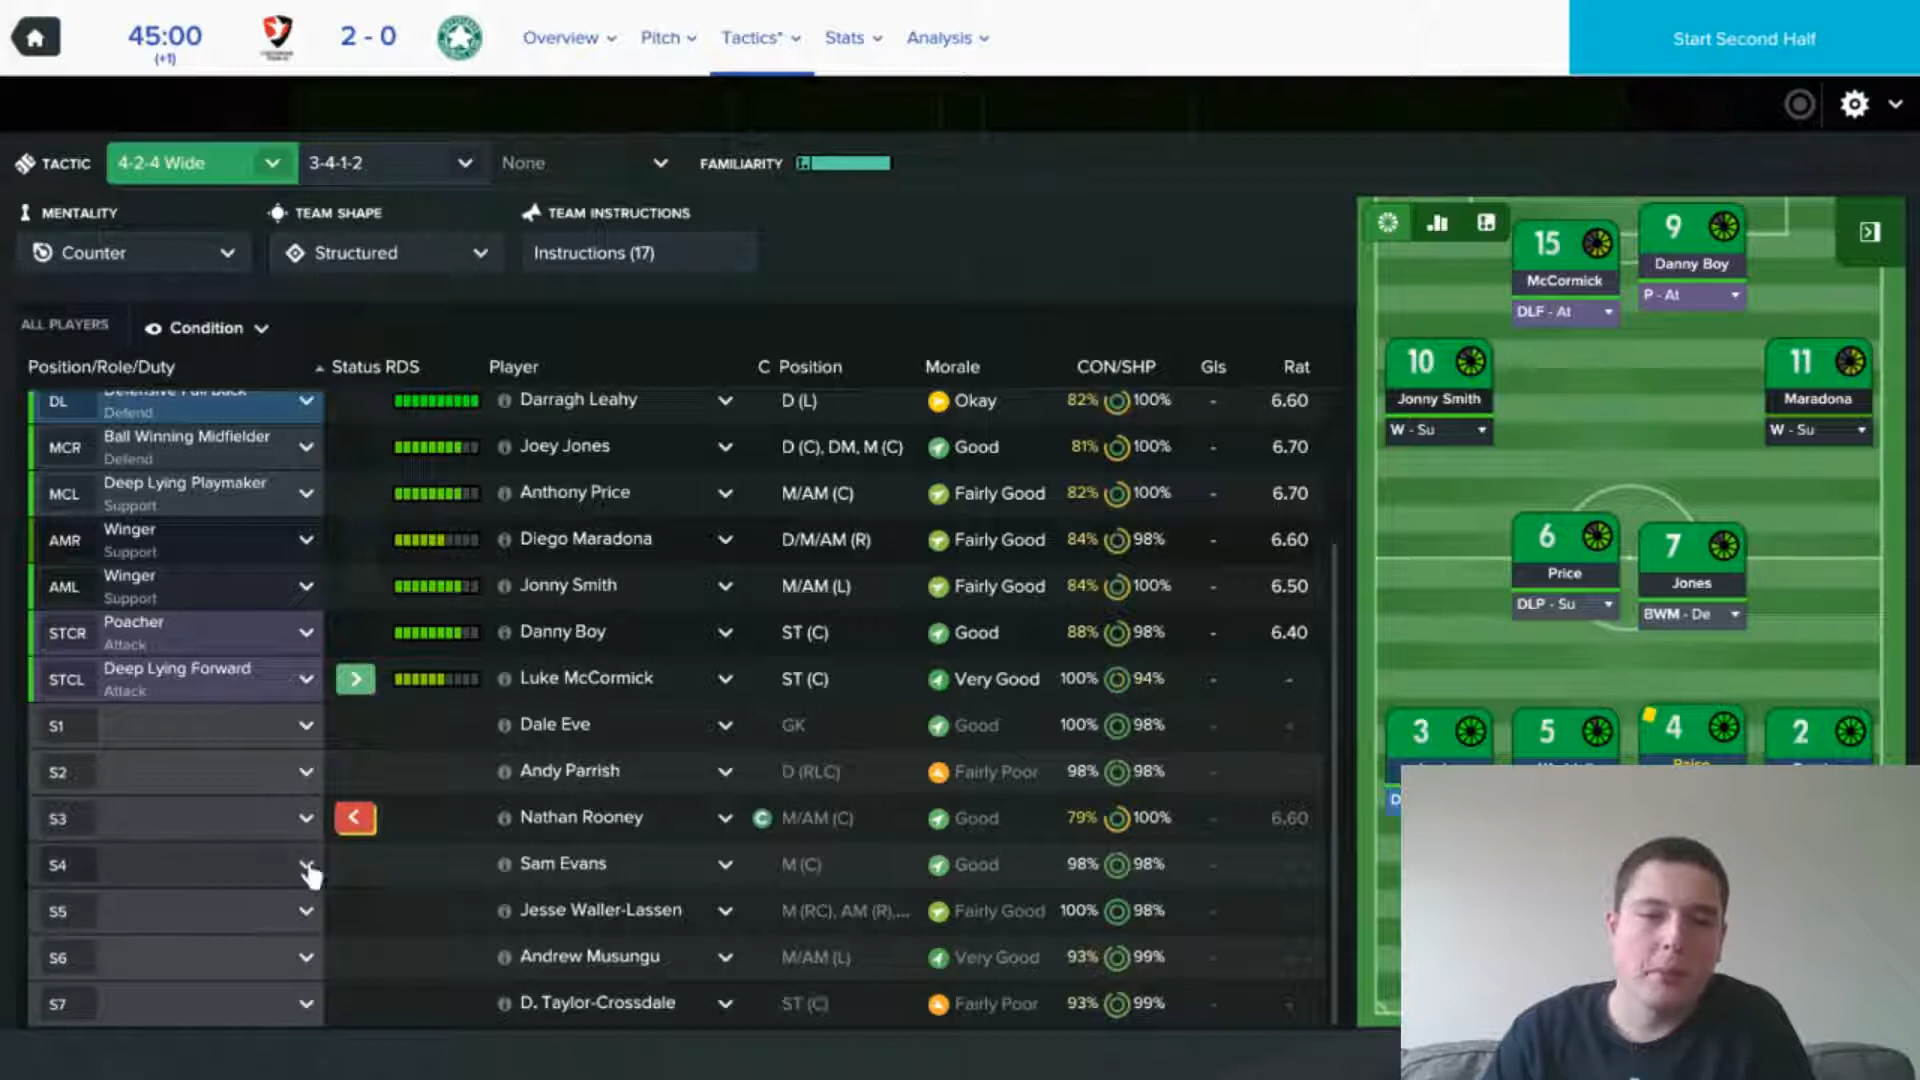 45:00
(+1)
2 - 0
Overview
Pitch
Tactics*
Stats
Analysis
Start Second Half
TACTIC
4-2-4 Wide
3-4-1-2
None
FAMILIARITY
MENTALITY
TEAM SHAPE
TEAM INSTRUCTIONS
Counter
Structured
Instructions (17)
ALL PLAYERS
Condition
Position/Role/Duty
Status
RDS
Player
C
Position
Morale
CON/SHP
Gls
Rat
DL Defensive Full Back Defend Darragh Leahy D (L) Okay 82% 100% - 6.60
MCR Ball Winning Midfielder Defend Joey Jones D (C), DM, M (C) Good 81% 100% - 6.70
MCL Deep Lying Playmaker Support Anthony Price M/AM (C) Fairly Good 82% 100% - 6.70
AMR Winger Support Diego Maradona D/M/AM (R) Fairly Good 84% 98% - 6.60
AML Winger Support Jonny Smith M/AM (L) Fairly Good 84% 100% - 6.50
STCR Poacher Attack Danny Boy ST (C) Good 88% 98% - 6.40
STCL Deep Lying Forward Attack Luke McCormick ST (C) Very Good 100% 94% - -
S1 Dale Eve GK Good 100% 98% - -
S2 Andy Parrish D (RLC) Fairly Poor 98% 98% - -
S3 Nathan Rooney C M/AM (C) Good 79% 100% - 6.60
S4 Sam Evans M (C) Good 98% 98% - -
S5 Jesse Waller-Lassen M (RC), AM (R),... Fairly Good 100% 98% - -
S6 Andrew Musungu M/AM (L) Very Good 93% 99% - -
S7 D. Taylor-Crossdale ST (C) Fairly Poor 93% 99% - -
15
McCormick
DLF - At
9
Danny Boy
P - At
10
Jonny Smith
W - Su
11
Maradona
W - Su
6
Price
DLP - Su
7
Jones
BWM - De
3
5
4
2
D